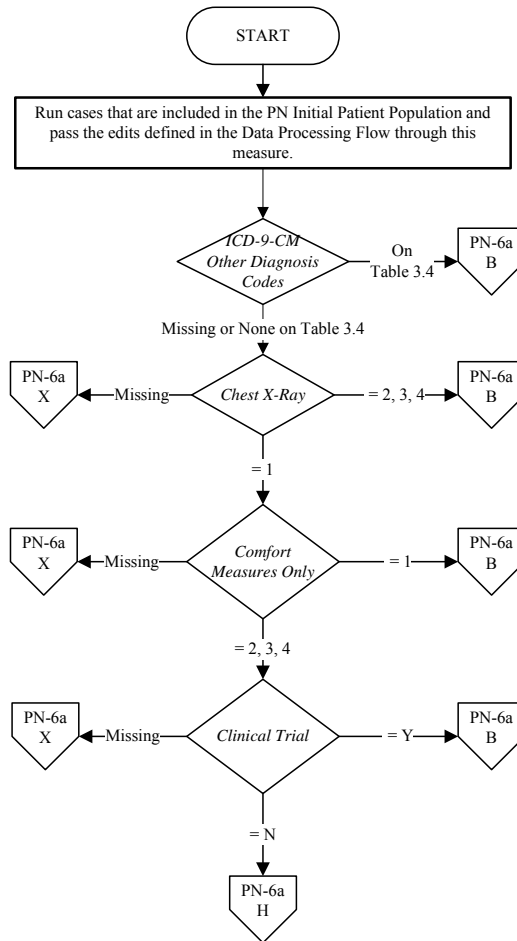 START
Run cases that are included in the PN Initial Patient Population and
pass the edits defined in the Data Processing Flow through this
measure.
ICD-9-CM
Other Diagnosis
Codes
On
Table 3.4
PN-6a
B
Missing or None on Table 3.4
PN-6a
X
Missing
Chest X-Ray
= 2, 3, 4
PN-6a
B
= 1
PN-6a
X
Missing
Comfort
Measures Only
= 1
PN-6a
B
= 2, 3, 4
PN-6a
X
Missing
Clinical Trial
= Y
PN-6a
B
= N
PN-6a
H